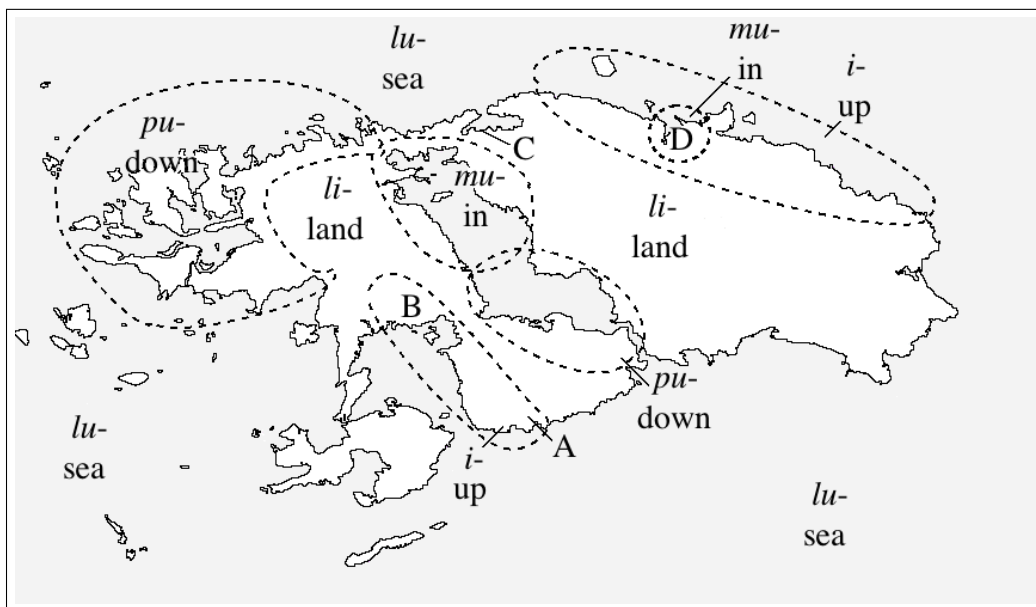 lu-
sea
mu-
in
i-
up
pu-
down
C
D
li-
land
mu-
in
li-
land
B
pu-
down
lu-
sea
A
i-
up
lu-
sea